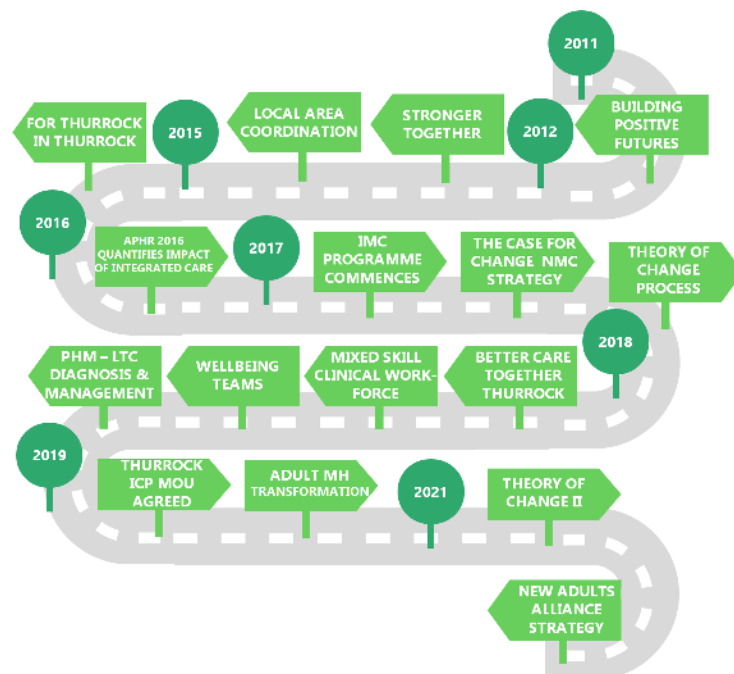 2011
BUILDING
POSITIVE
FUTURES
2012
STRONGER
TOGETHER
LOCAL AREA
COORDINATION
2015
FOR THURROCK
IN THURROCK
2016
APHR 2016
QUANTIFIES IMPACT
OF INTEGRATED CARE
2017
IMC
PROGRAMME
COMMENCES
THE CASE FOR
CHANGE NMC
STRATEGY
THEORY OF
CHANGE
PROCESS
2018
BETTER CARE
TOGETHER
THURROCK
MIXED SKILL
CLINICAL WORK-
FORCE
WELLBEING
TEAMS
PHM – LTC
DIAGNOSIS &
MANAGEMENT
2019
THURROCK
ICP MOU
AGREED
ADULT MH
TRANSFORMATION
2021
THEORY OF
CHANGE II
NEW ADULTS
ALLIANCE
STRATEGY